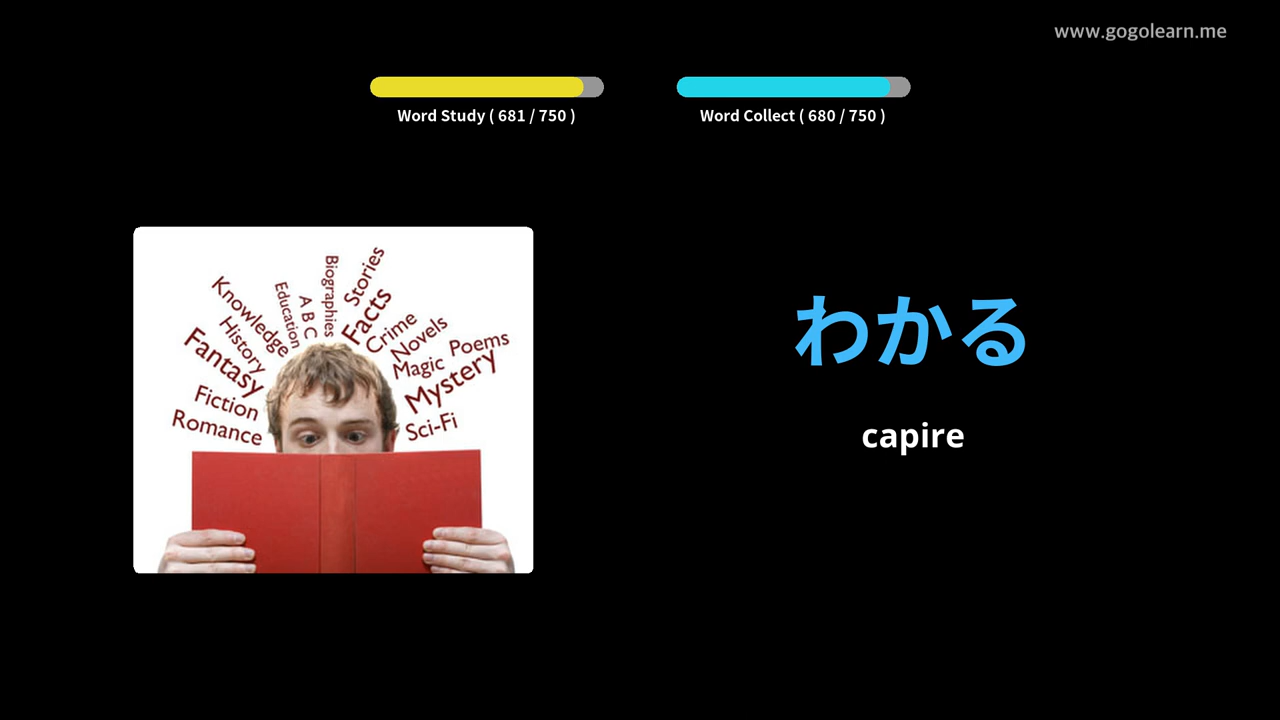 www.gogolearn.me
Word Study ( 681 / 750 )
Word Collect ( 680 / 750 )
Romance
Fiction
Fantasy
History
Knowledge
Education
A B C
Biographies
Stories
Facts
Crime
Novels
Magic
Poems
Mystery
Sci-Fi
わかる
capire